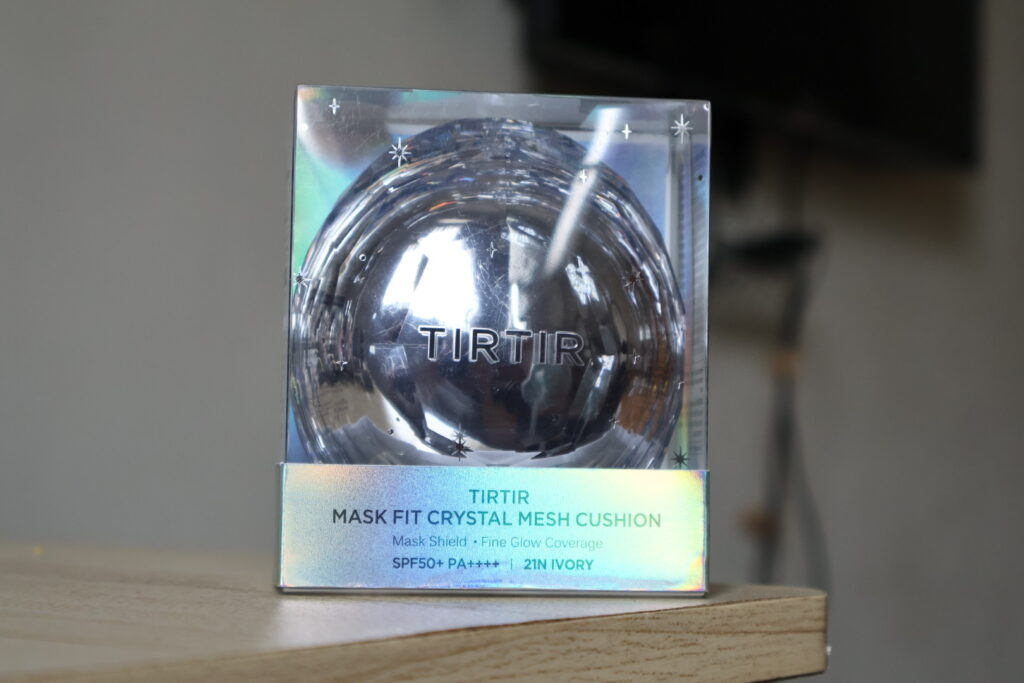 TIRTIR
TIRTIR
MASK FIT CRYSTAL MESH CUSHION
Mask Shield • Fine Glow Coverage
SPF50+ PA++++ | 21N IVORY